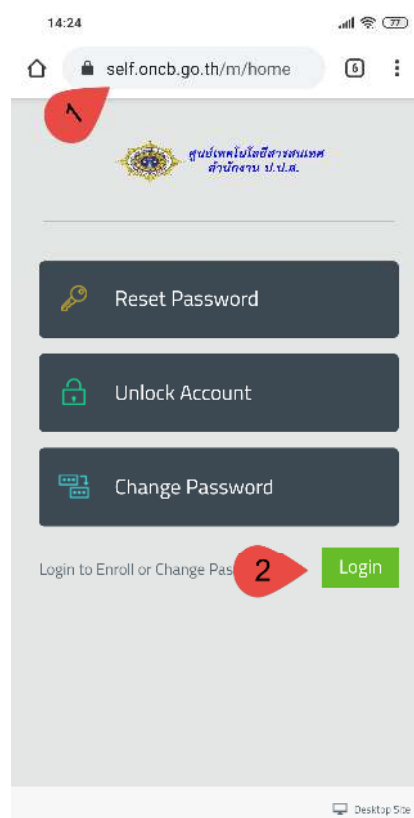 14:24
77
self.oncb.go.th/m/home
6
1
ศูนย์เทคโนโลยีสารสนเทศ
สำนักงาน ป.ป.ส.
Reset Password
Unlock Account
Change Password
Login to Enroll or Change Pas
2
Login
Desktop Site